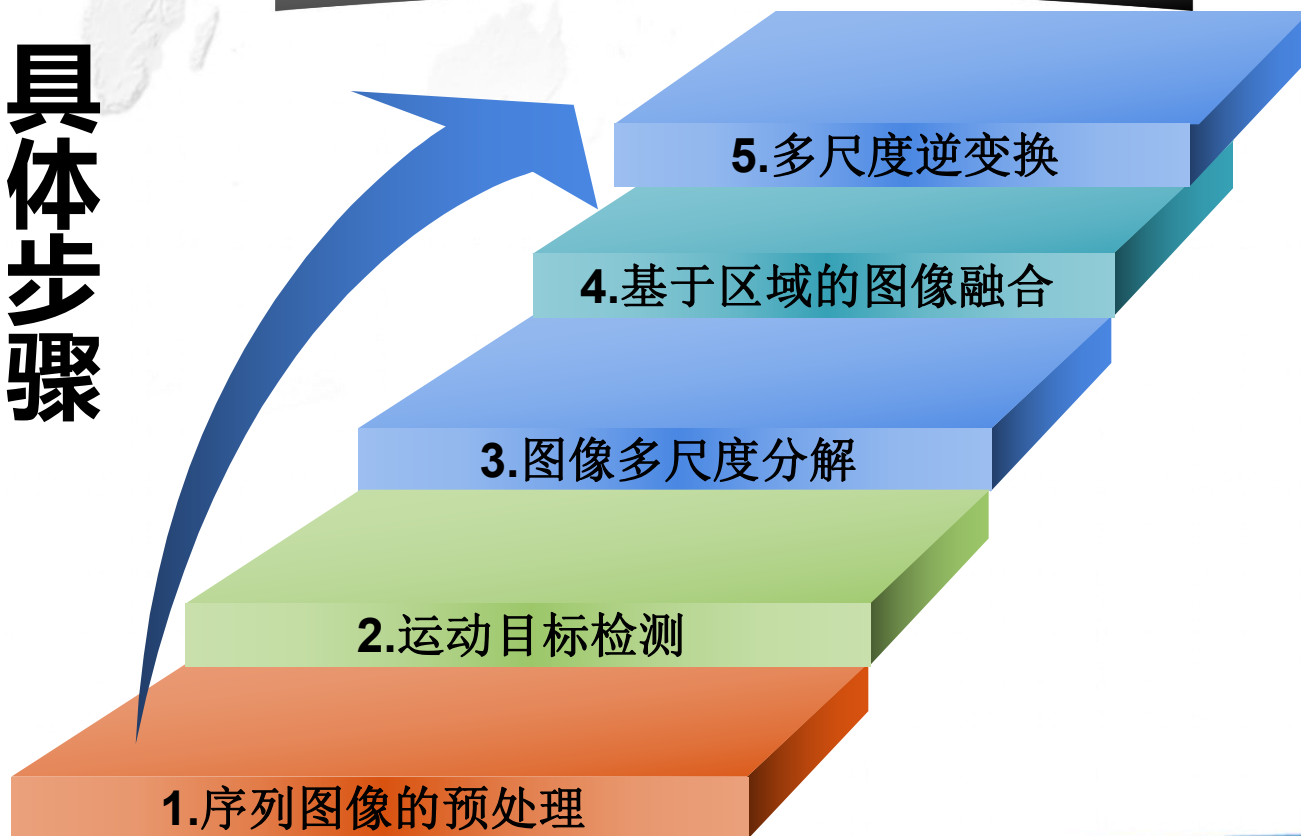 具体步骤
5.多尺度逆变换
4.基于区域的图像融合
3.图像多尺度分解
2.运动目标检测
1.序列图像的预处理